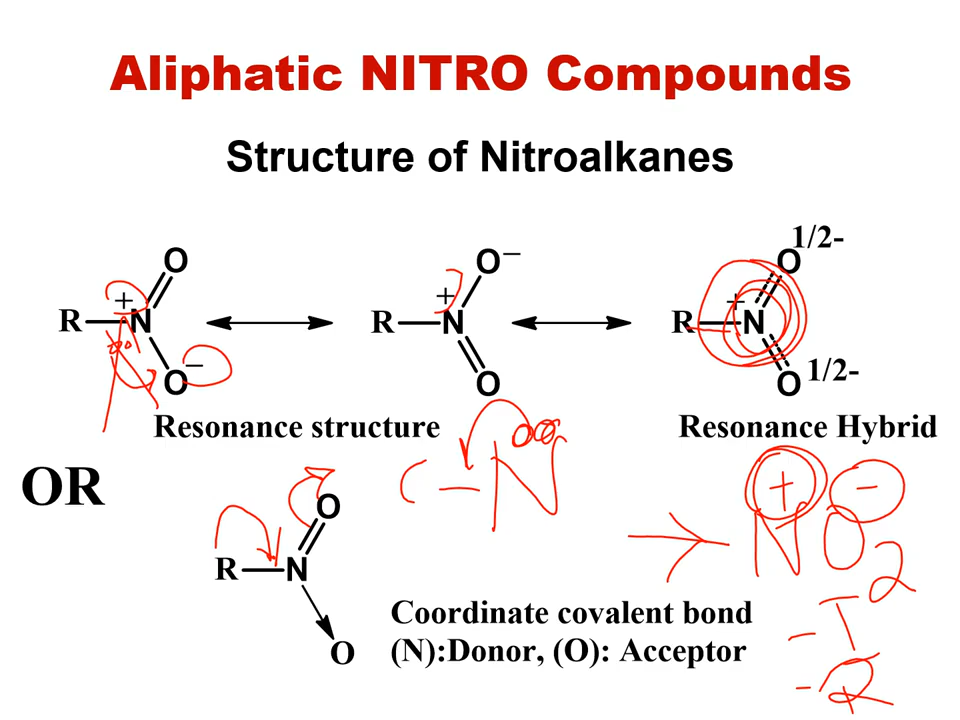 Aliphatic NITRO Compounds
Structure of Nitroalkanes
O
+
R N
O –
O –
+
R N
O
1/2-
O
+
R N
O 1/2-
Resonance structure
Resonance Hybrid
OR
C – N
+ –
NO2
O
R N
O
Coordinate covalent bond
(N):Donor, (O): Acceptor
– I
– R